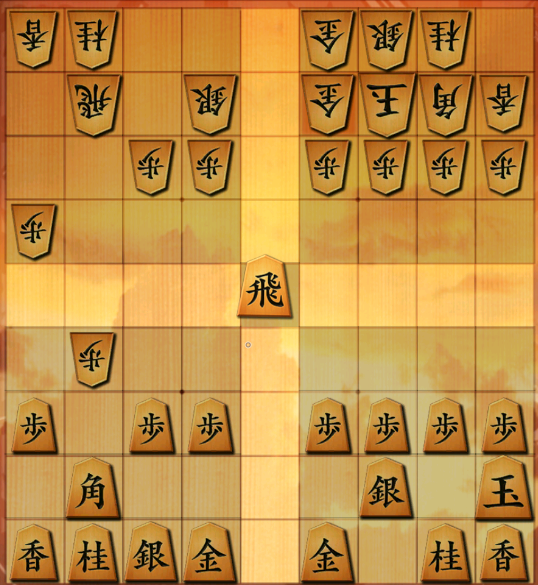 香 桂 金 銀 桂
飛 銀 金 玉 角 香
歩 歩 歩 歩 歩 歩
歩
飛
歩
歩 歩 歩 歩 歩 歩 歩
角 銀 玉
香 桂 銀 金 金 桂 香